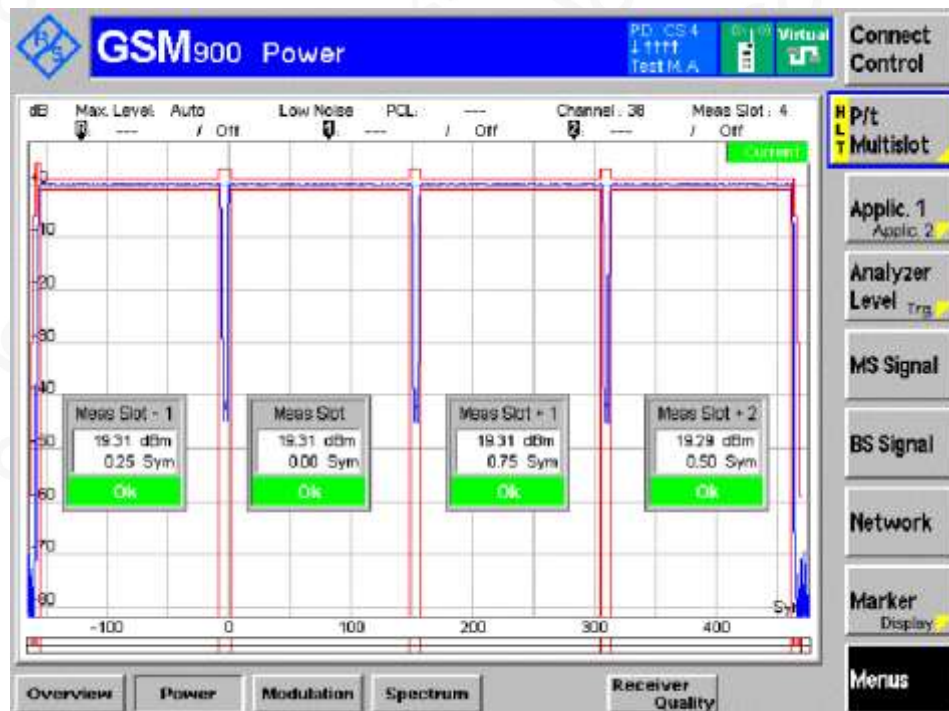 GSM900 Power
PD: CS 4
Test M. A.
Virtual
Connect Control
dB Max. Level: Auto Low Noise PCL: --- Channel: 38 Meas Slot: 4
1 --- / Off 2 --- / Off
Current
P/t Multislot
HLT
Applic. 1
Applic. 2
Analyzer Level Trg.
MS Signal
BS Signal
Network
Marker
Display
Menus
-10
-20
-30
-40
-50
-60
-70
-80
Meas Slot - 1
19.31 dBm
0.25 Sym
Ok
Meas Slot
19.31 dBm
0.00 Sym
Ok
Meas Slot + 1
19.31 dBm
0.75 Sym
Ok
Meas Slot + 2
19.29 dBm
0.50 Sym
Ok
-100 0 100 200 300 400
Overview Power Modulation Spectrum Receiver Quality